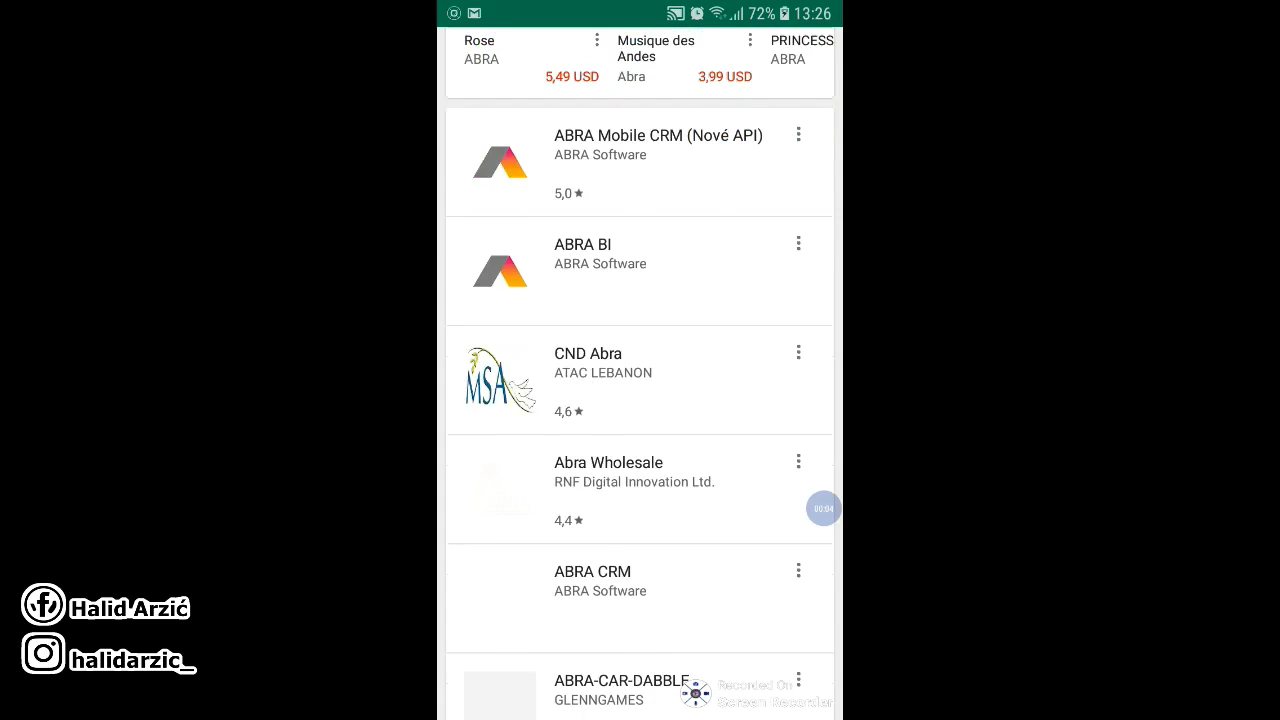 72% 13:26
Rose
ABRA
5,49 USD
Musique des
Andes
Abra
3,99 USD
PRINCESS
ABRA
ABRA Mobile CRM (Nové API)
ABRA Software
5,0
ABRA BI
ABRA Software
MSA
CND Abra
ATAC LEBANON
4,6
Abra Wholesale
RNF Digital Innovation Ltd.
4,4
00:04
ABRA CRM
ABRA Software
ABRA-CAR-DABBLE
GLENNGAMES
Recorded On
Screen Recorder
Halid Arzić
halidarzic_